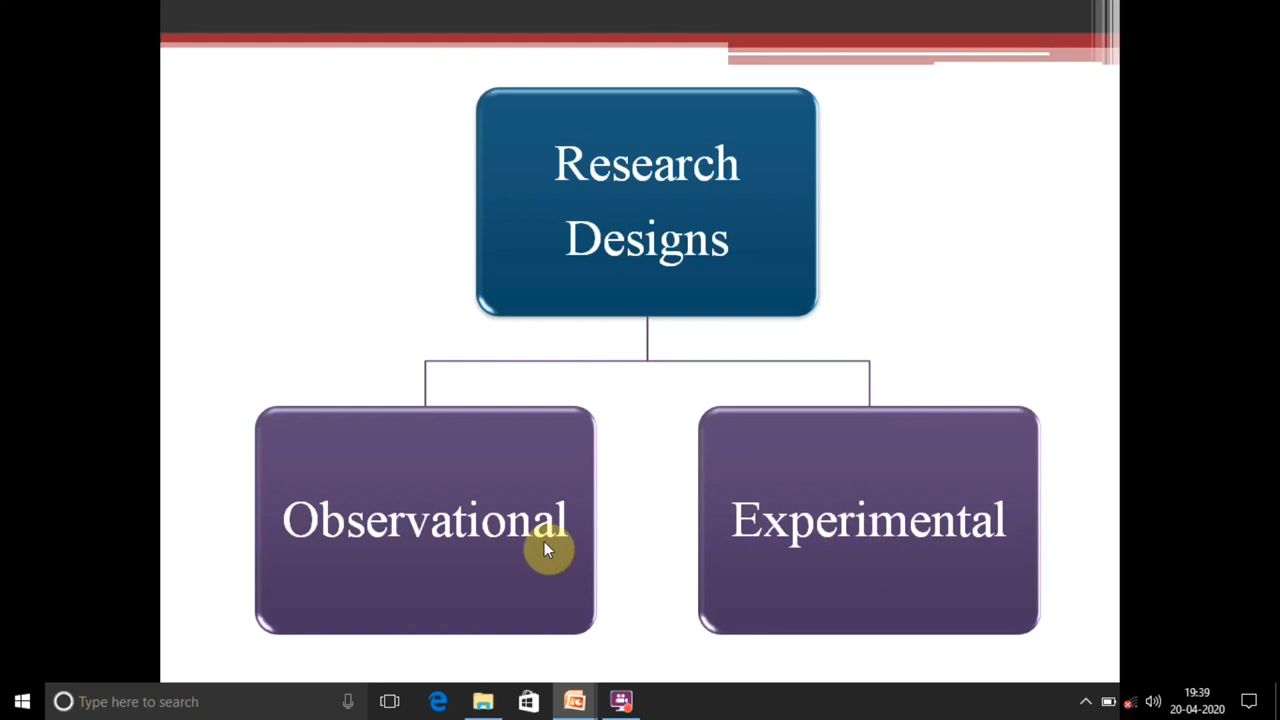 Research
Designs
Observational
Experimental
Type here to search
19:39
20-04-2020